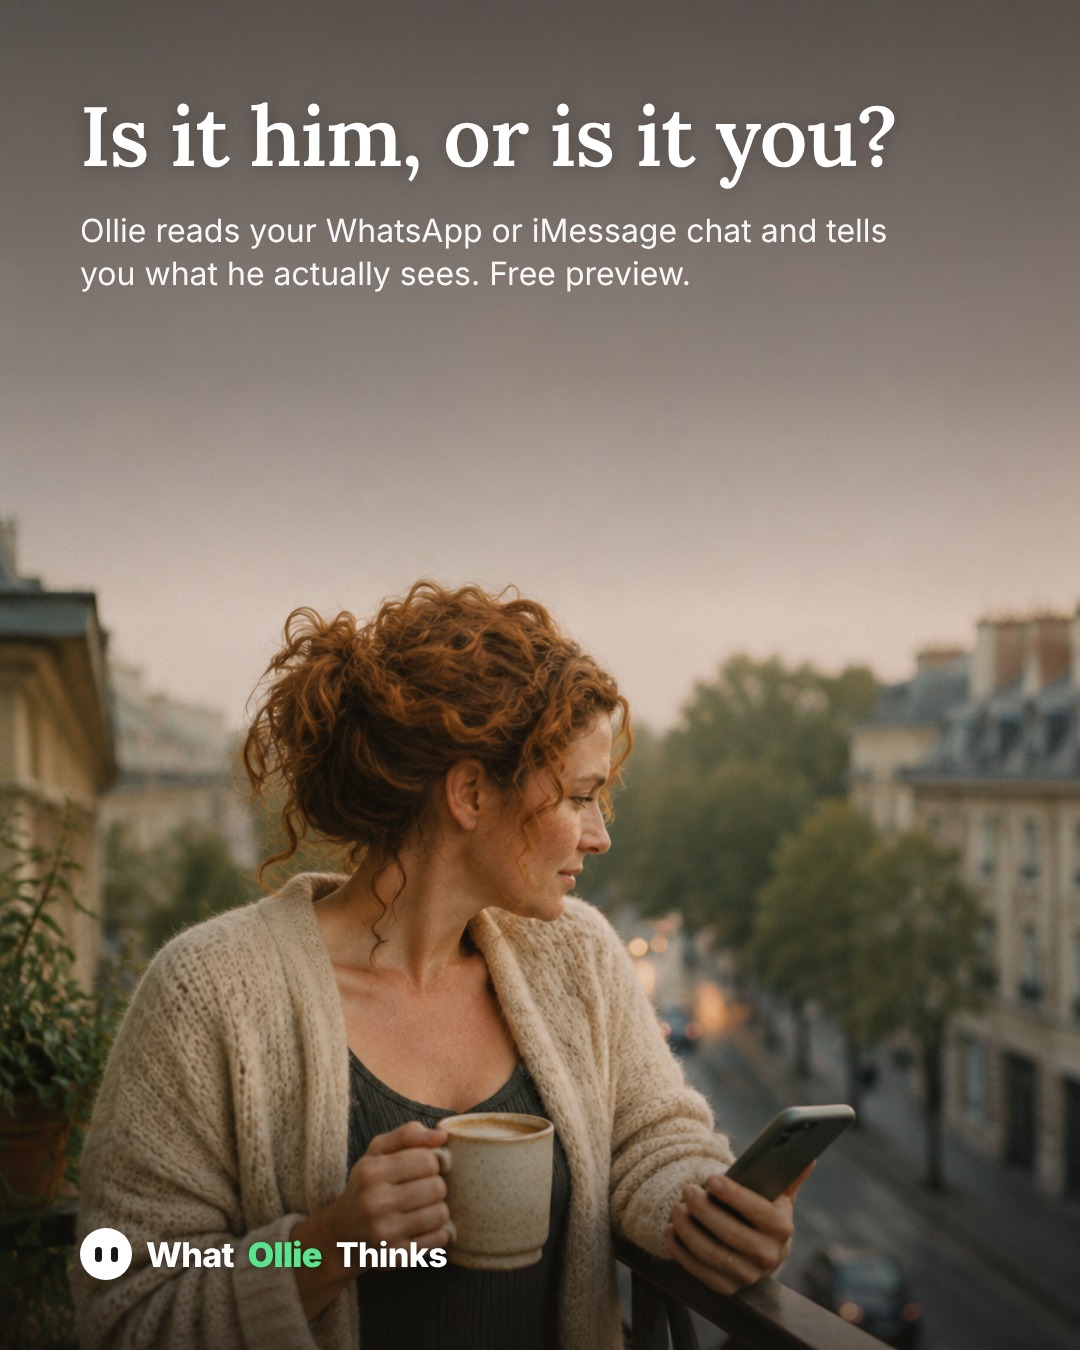 Is it him, or is it you?
Ollie reads your WhatsApp or iMessage chat and tells
you what he actually sees. Free preview.
What Ollie Thinks